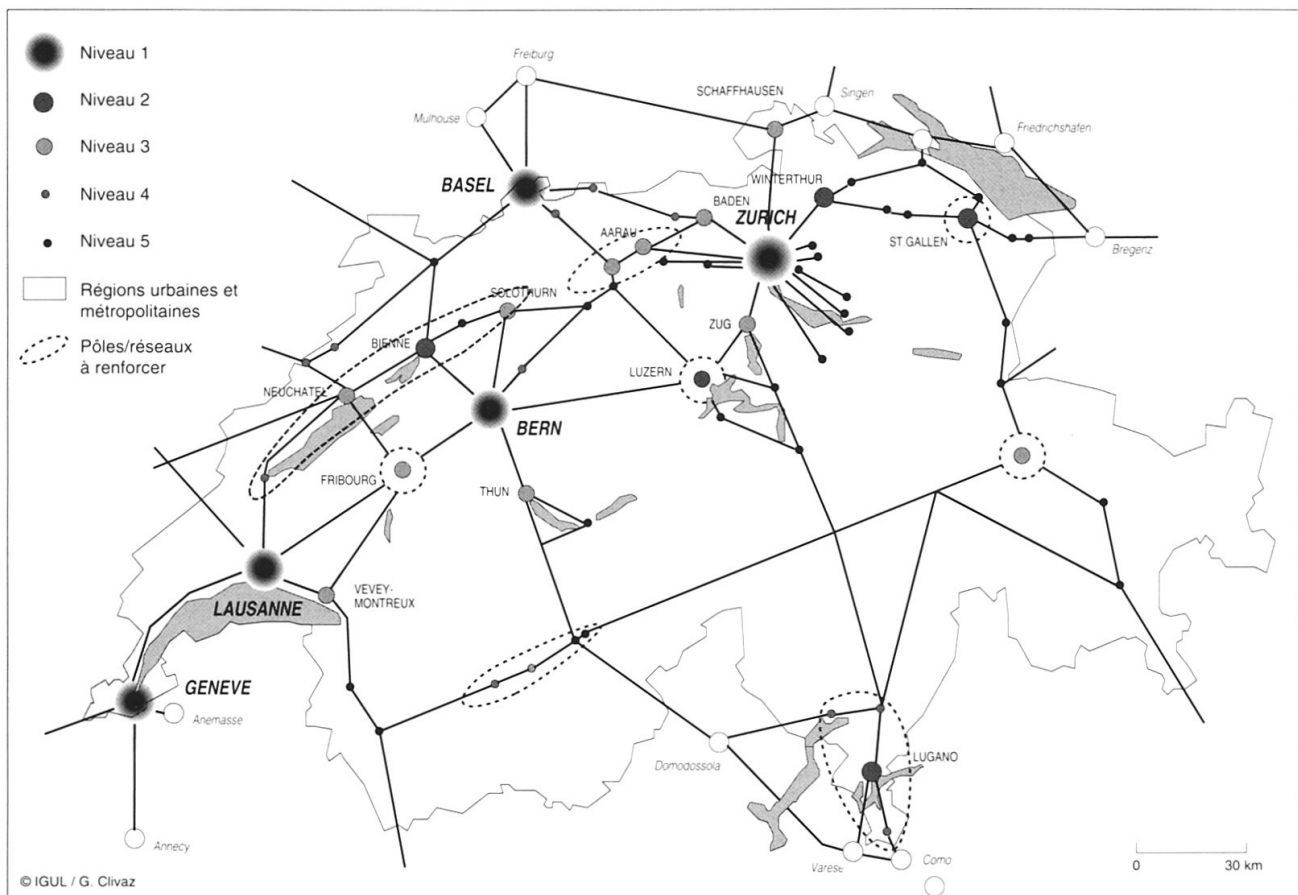 Niveau 1
Niveau 2
Niveau 3
Niveau 4
Niveau 5
Régions urbaines et
métropolitaines
Pôles/réseaux
à renforcer
Freiburg
Mulhouse
SCHAFFHAUSEN
Singen
Friedrichshafen
BASEL
WINTERTHUR
BADEN
ZURICH
AARAU
ST.GALLEN
Bregenz
SOLOTHURN
ZUG
BIENNE
LUZERN
NEUCHATEL
BERN
FRIBOURG
THUN
VEVEY-
MONTREUX
LAUSANNE
GENEVE
Anemasse
Domodossola
LUGANO
Annecy
Varese
Como
0 30 km
© IGUL / G. Clivaz